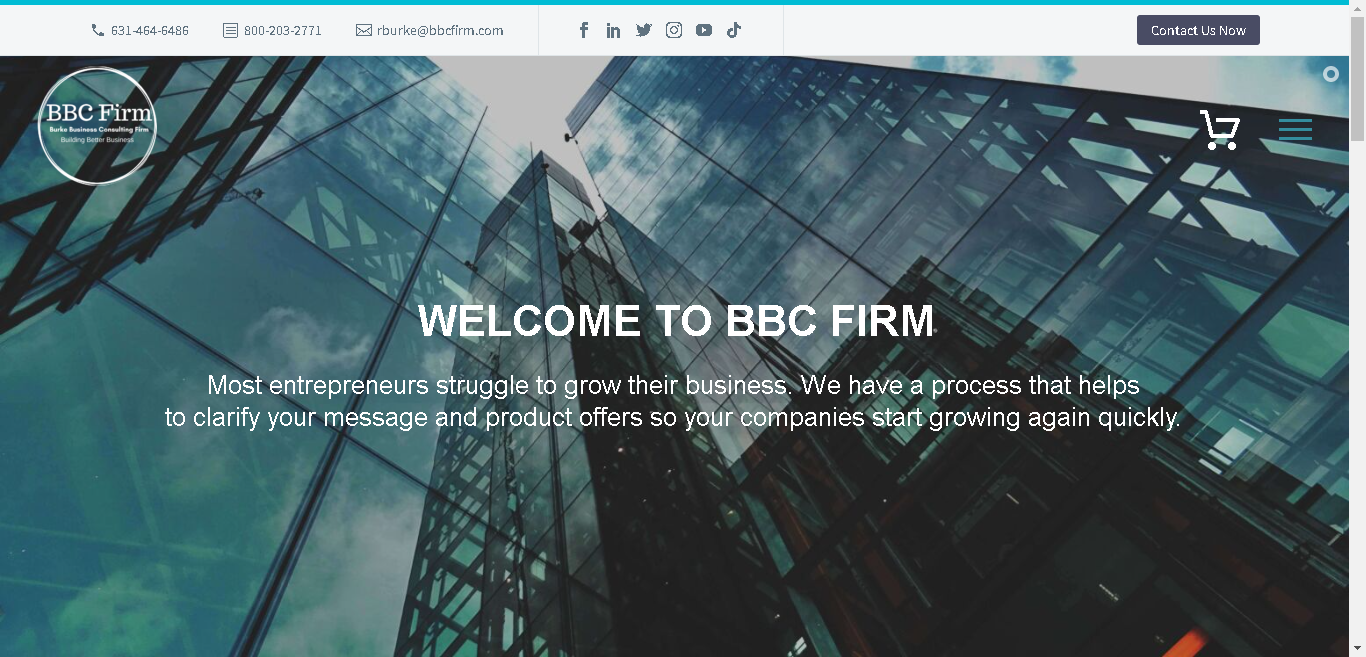 631-464-6486
800-203-2771
rburke@bbcfirm.com
Contact Us Now
BBC Firm
Burke Business Consulting Firm
Building Better Business
WELCOME TO BBC FIRM
Most entrepreneurs struggle to grow their business. We have a process that helps
to clarify your message and product offers so your companies start growing again quickly.